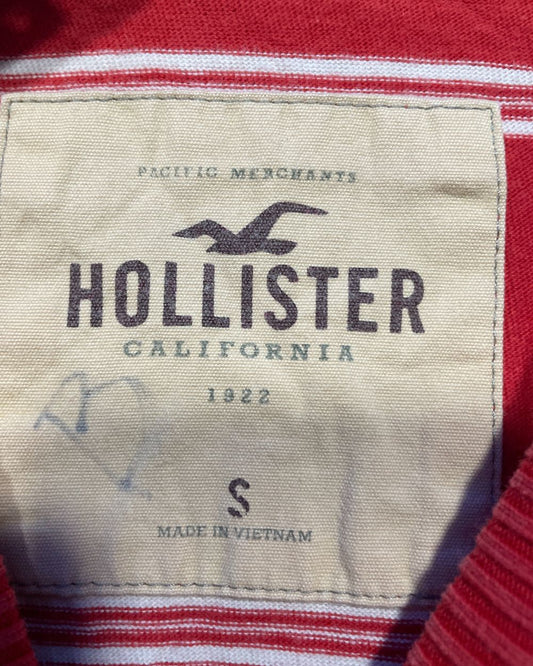 PACIFIC MERCHANTS
HOLLISTER
CALIFORNIA
1922
S
MADE IN VIETNAM